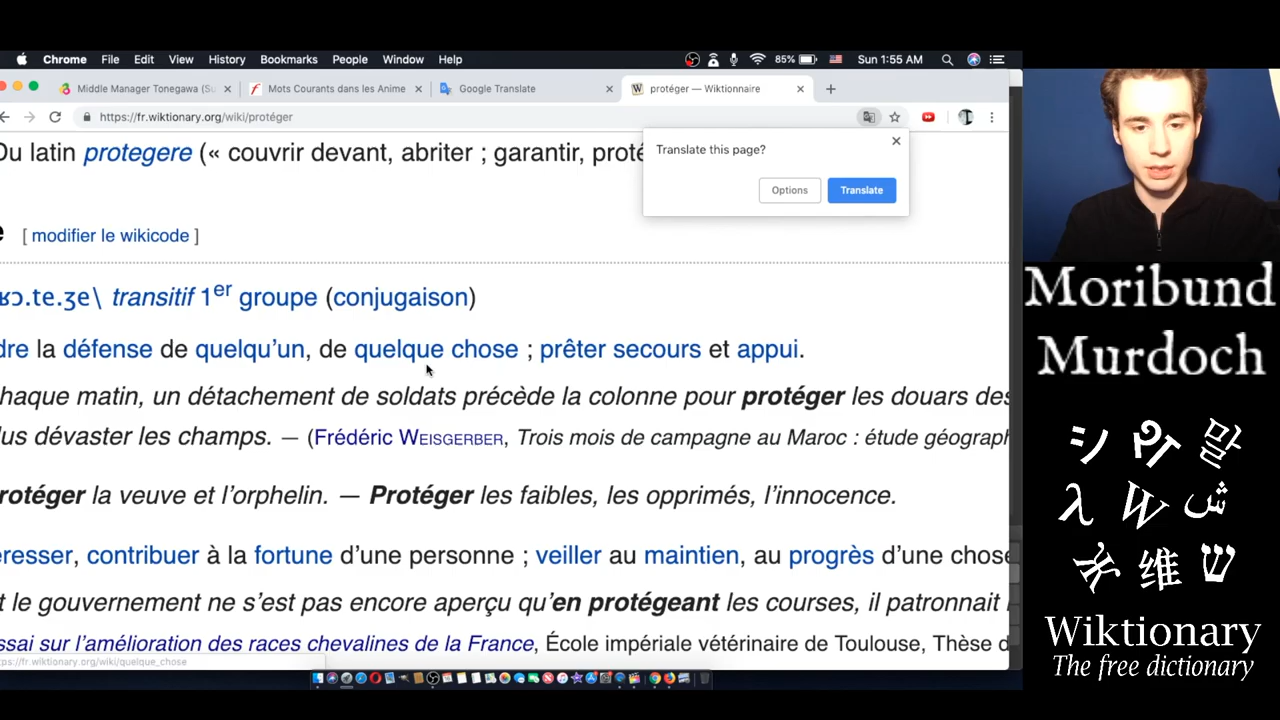 Chrome File Edit View History Bookmarks People Window Help 85% Sun 1:55 AM
Middle Manager Tonegawa (Su Mots Courants dans les Anime Google Translate protéger — Wiktionnaire
https://fr.wiktionary.org/wiki/protéger
Translate this page?
Options Translate
Du latin protegere (« couvrir devant, abriter ; garantir, proté
e [ modifier le wikicode ]
ʁɔ.te.ʒe\ transitif 1er groupe (conjugaison)
dre la défense de quelqu’un, de quelque chose ; prêter secours et appui.
haque matin, un détachement de soldats précède la colonne pour protéger les douars des
lus dévaster les champs. — (Frédéric WEISGERBER, Trois mois de campagne au Maroc : étude géograph
rotéger la veuve et l’orphelin. — Protéger les faibles, les opprimés, l’innocence.
éresser, contribuer à la fortune d’une personne ; veiller au maintien, au progrès d’une chose
t le gouvernement ne s’est pas encore aperçu qu’en protégeant les courses, il patronnait
ssai sur l’amélioration des races chevalines de la France, École impériale vétérinaire de Toulouse, Thèse d
ps://fr.wiktionary.org/wiki/quelque_chose
Moribund
Murdoch
シ 말
λ W ش
维 ש
Wiktionary
The free dictionary